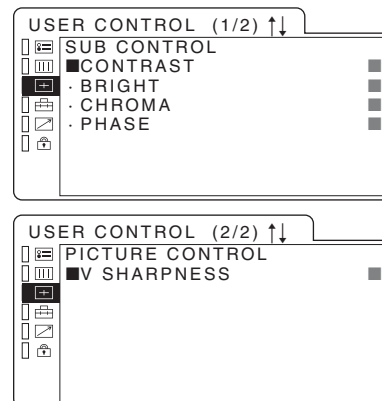 USER CONTROL (1/2) ↑↓
SUB CONTROL
■CONTRAST
· BRIGHT
· CHROMA
· PHASE
USER CONTROL (2/2) ↑↓
PICTURE CONTROL
■V SHARPNESS